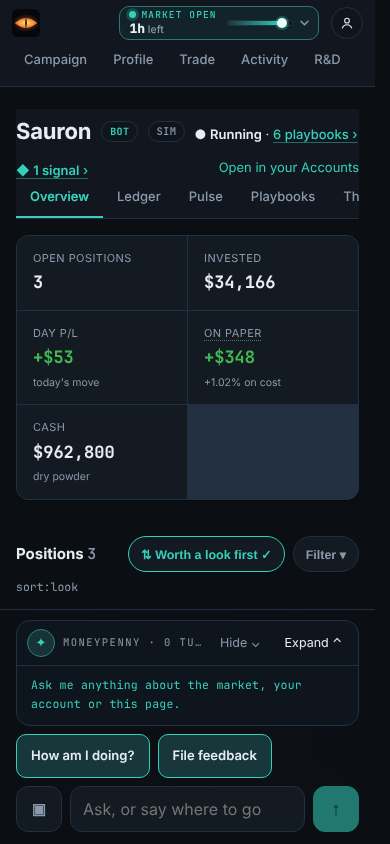 MARKET OPEN
1h left
Campaign Profile Trade Activity R&D
Sauron BOT SIM ● Running · 6 playbooks ›
◆ 1 signal › Open in your Accounts
Overview Ledger Pulse Playbooks Th
OPEN POSITIONS INVESTED
3 $34,166
DAY P/L ON PAPER
+$53 +$348
today's move +1.02% on cost
CASH
$962,800
dry powder
Positions 3 ⇅ Worth a look first ✓ Filter ▾
sort:look
MONEYPENNY · 0 TU… Hide ⌄ Expand ⌃
Ask me anything about the market, your
account or this page.
How am I doing? File feedback
Ask, or say where to go ↑